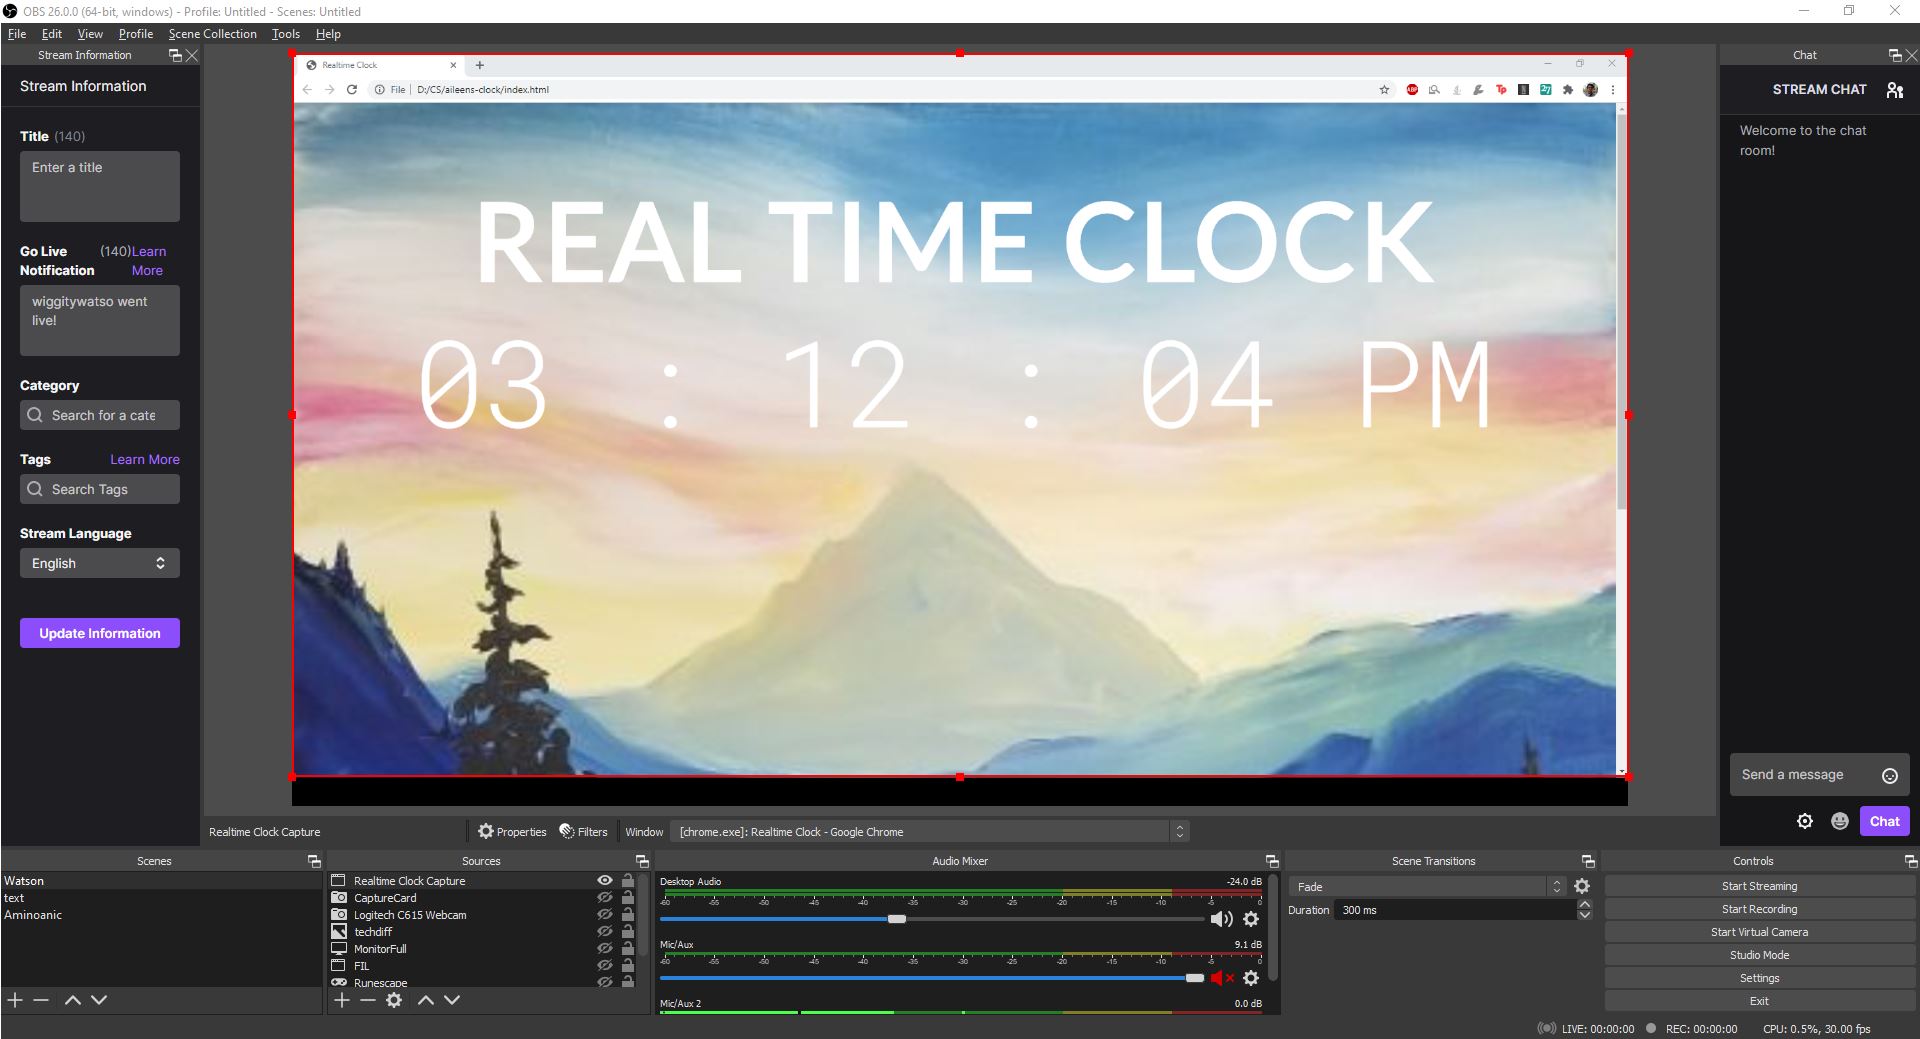 OBS 26.0.0 (64-bit, windows) - Profile: Untitled - Scenes: Untitled
File Edit View Profile Scene Collection Tools Help
Stream Information
Stream Information
Title (140)
Enter a title
Go Live Notification (140) Learn More
wiggitywatso went
live!
Category
Search for a cate
Tags Learn More
Search Tags
Stream Language
English
Update Information
Realtime Clock
File | D:/CS/aileens-clock/index.html
ABP Tp 27
REAL TIME CLOCK
03 : 12 : 04 PM
Chat
STREAM CHAT
Welcome to the chat
room!
Send a message
Chat
Realtime Clock Capture Properties Filters Window [chrome.exe]: Realtime Clock - Google Chrome
Scenes
Watson
text
Aminoanic
Sources
Realtime Clock Capture
CaptureCard
Logitech C615 Webcam
techdiff
MonitorFull
FIL
Runescape
Audio Mixer
Desktop Audio -24.0 dB
-60 -55 -50 -45 -40 -35 -30 -25 -20 -15 -10 -5 0
Mic/Aux 9.1 dB
-60 -55 -50 -45 -40 -35 -30 -25 -20 -15 -10 -5 0
Mic/Aux 2 0.0 dB
Scene Transitions
Fade
Duration 300 ms
Controls
Start Streaming
Start Recording
Start Virtual Camera
Studio Mode
Settings
Exit
LIVE: 00:00:00 REC: 00:00:00 CPU: 0.5%, 30.00 fps